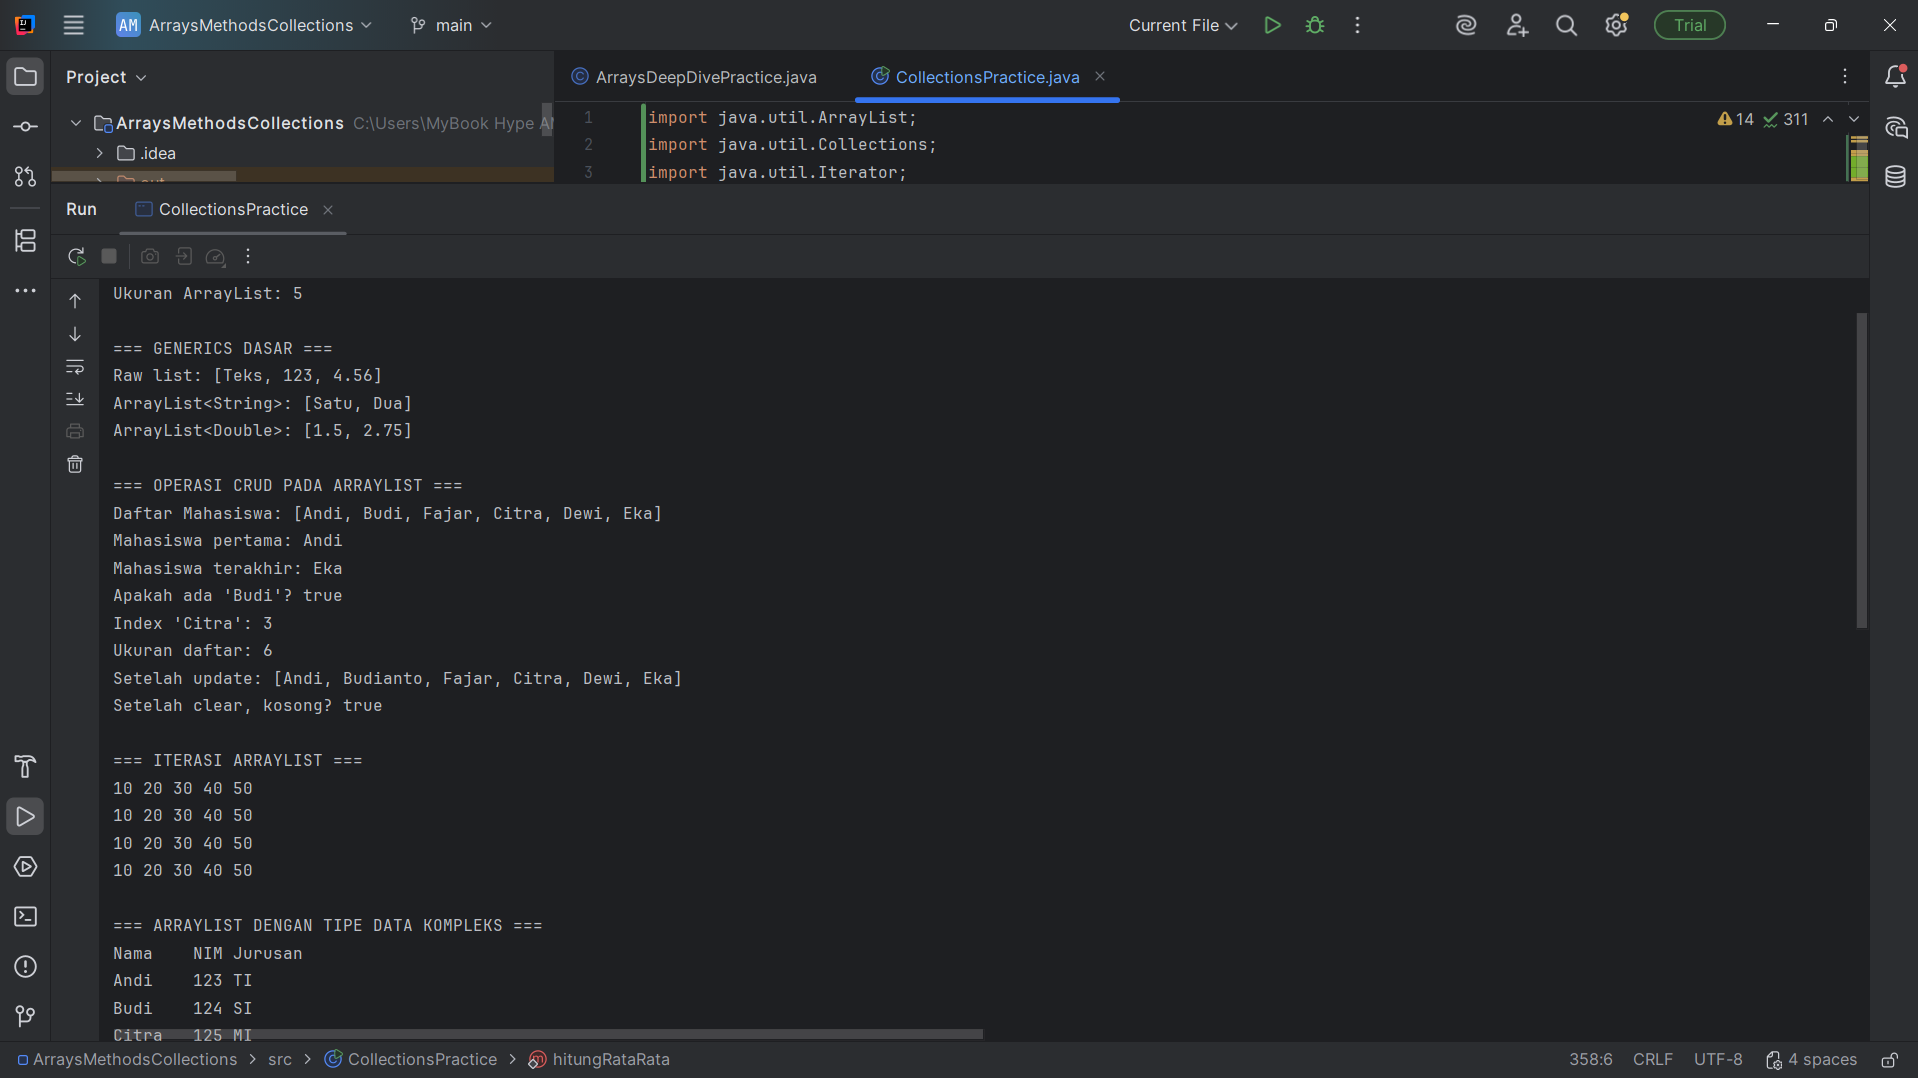 AM ArraysMethodsCollections main Current File Trial
Project
ArraysDeepDivePractice.java CollectionsPractice.java
ArraysMethodsCollections C:\Users\MyBook Hype
.idea
1 import java.util.ArrayList;
2 import java.util.Collections;
3 import java.util.Iterator;
14 311
Run CollectionsPractice
Ukuran ArrayList: 5
=== GENERICS DASAR ===
Raw list: [Teks, 123, 4.56]
ArrayList<String>: [Satu, Dua]
ArrayList<Double>: [1.5, 2.75]
=== OPERASI CRUD PADA ARRAYLIST ===
Daftar Mahasiswa: [Andi, Budi, Fajar, Citra, Dewi, Eka]
Mahasiswa pertama: Andi
Mahasiswa terakhir: Eka
Apakah ada 'Budi'? true
Index 'Citra': 3
Ukuran daftar: 6
Setelah update: [Andi, Budianto, Fajar, Citra, Dewi, Eka]
Setelah clear, kosong? true
=== ITERASI ARRAYLIST ===
10 20 30 40 50
10 20 30 40 50
10 20 30 40 50
10 20 30 40 50
=== ARRAYLIST DENGAN TIPE DATA KOMPLEKS ===
Nama NIM Jurusan
Andi 123 TI
Budi 124 SI
Citra 125 MI
ArraysMethodsCollections > src > CollectionsPractice > hitungRataRata
358:6 CRLF UTF-8 4 spaces